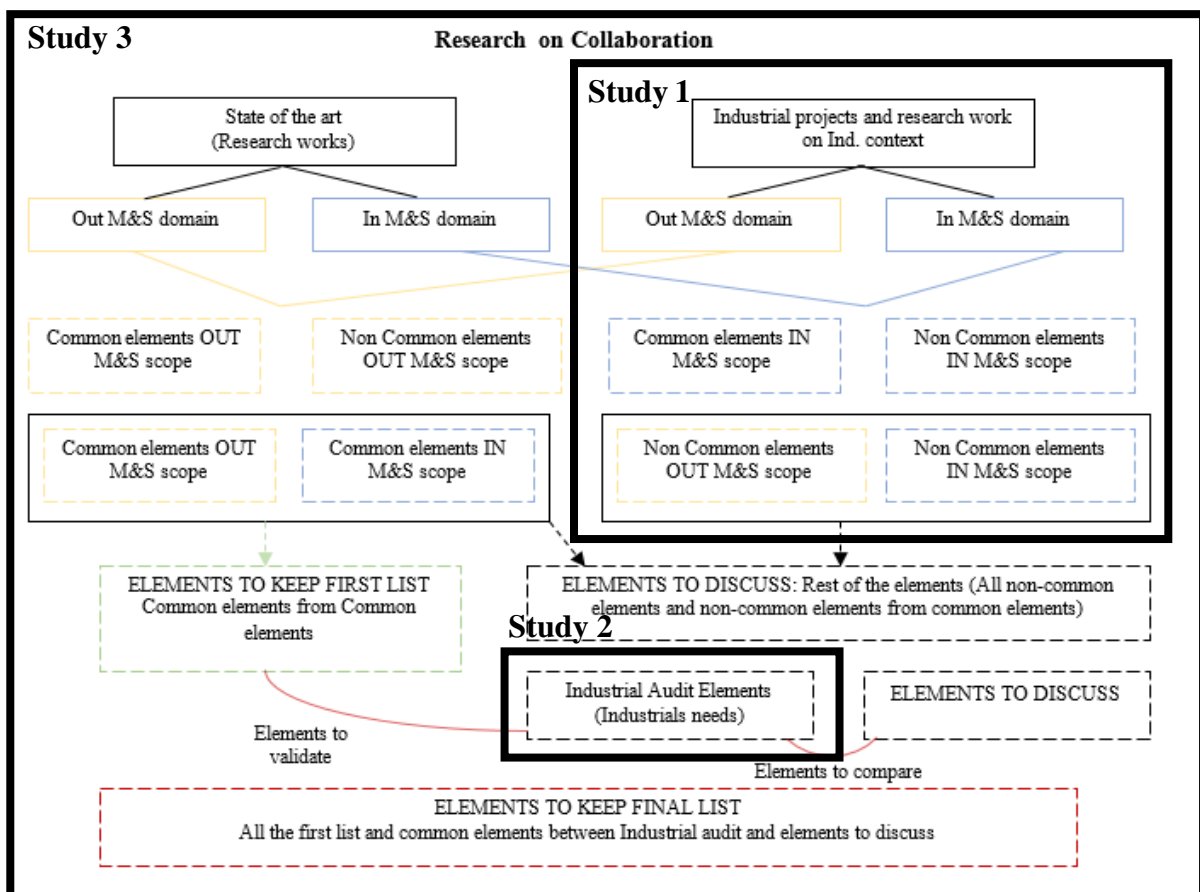 Study 3
Research on Collaboration
Study 1
State of the art
(Research works)
Industrial projects and research work
on Ind. context
Out M&S domain
In M&S domain
Out M&S domain
In M&S domain
Common elements OUT
M&S scope
Non Common elements
OUT M&S scope
Common elements IN
M&S scope
Non Common elements
IN M&S scope
Common elements OUT
M&S scope
Common elements IN
M&S scope
Non Common elements
OUT M&S scope
Non Common elements
IN M&S scope
ELEMENTS TO KEEP FIRST LIST
Common elements from Common
elements
ELEMENTS TO DISCUSS: Rest of the elements (All non-common
elements and non-common elements from common elements)
Study 2
Industrial Audit Elements
(Industrials needs)
ELEMENTS TO DISCUSS
Elements to
validate
Elements to compare
ELEMENTS TO KEEP FINAL LIST
All the first list and common elements between Industrial audit and elements to discuss